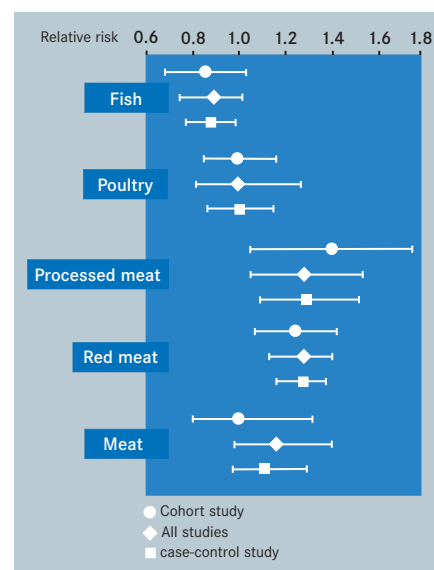 Relative risk 0.6 0.8 1.0 1.2 1.4 1.6 1.8
Fish
Poultry
Processed meat
Red meat
Meat
Cohort study
All studies
case-control study